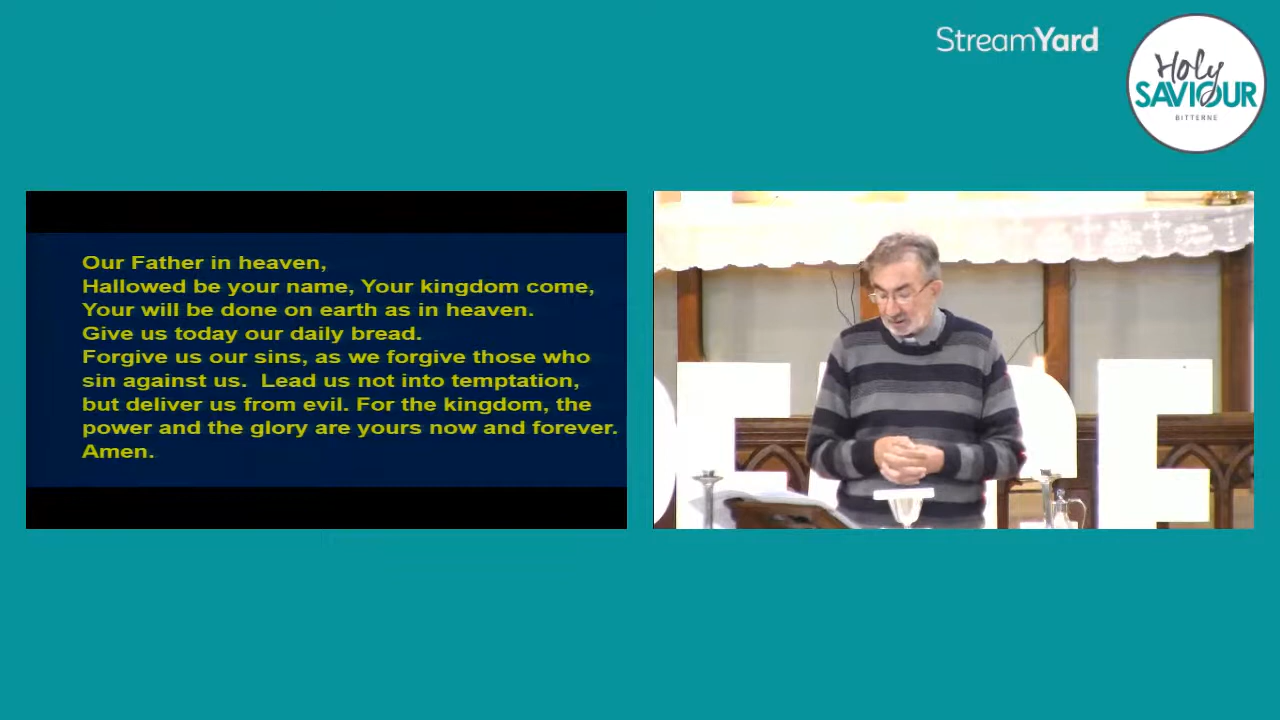 StreamYard
Holy
SAVIOUR
BITTERNE
Our Father in heaven,
Hallowed be your name, Your kingdom come,
Your will be done on earth as in heaven.
Give us today our daily bread.
Forgive us our sins, as we forgive those who
sin against us.  Lead us not into temptation,
but deliver us from evil. For the kingdom, the
power and the glory are yours now and forever.
Amen.